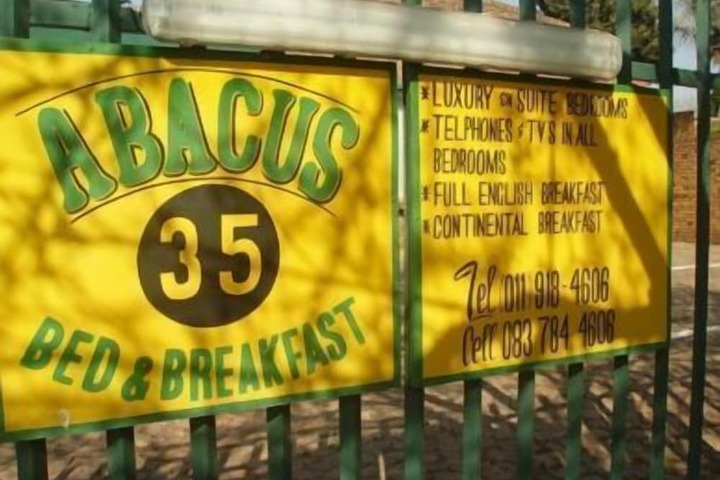 ABACUS
35
BED & BREAKFAST
* LUXURY EN SUITE BEDROOMS
* TELPHONES & TV'S IN ALL
BEDROOMS
* FULL ENGLISH BREAKFAST
* CONTINENTAL BREAKFAST
Tel (011) 918-4606
Cell 083 784 4606